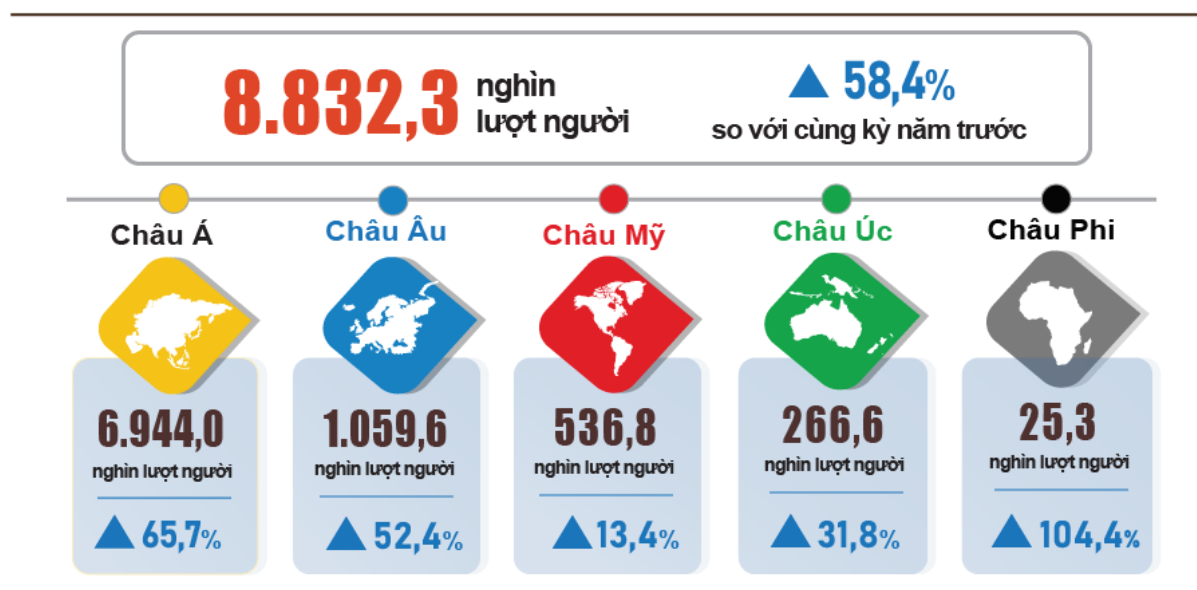 8.832,3 nghìn
lượt người
▲ 58,4%
so với cùng kỳ năm trước
Châu Á
Châu Âu
Châu Mỹ
Châu Úc
Châu Phi
6.944,0
nghìn lượt người
▲ 65,7%
1.059,6
nghìn lượt người
▲ 52,4%
536,8
nghìn lượt người
▲ 13,4%
266,6
nghìn lượt người
▲ 31,8%
25,3
nghìn lượt người
▲ 104,4%